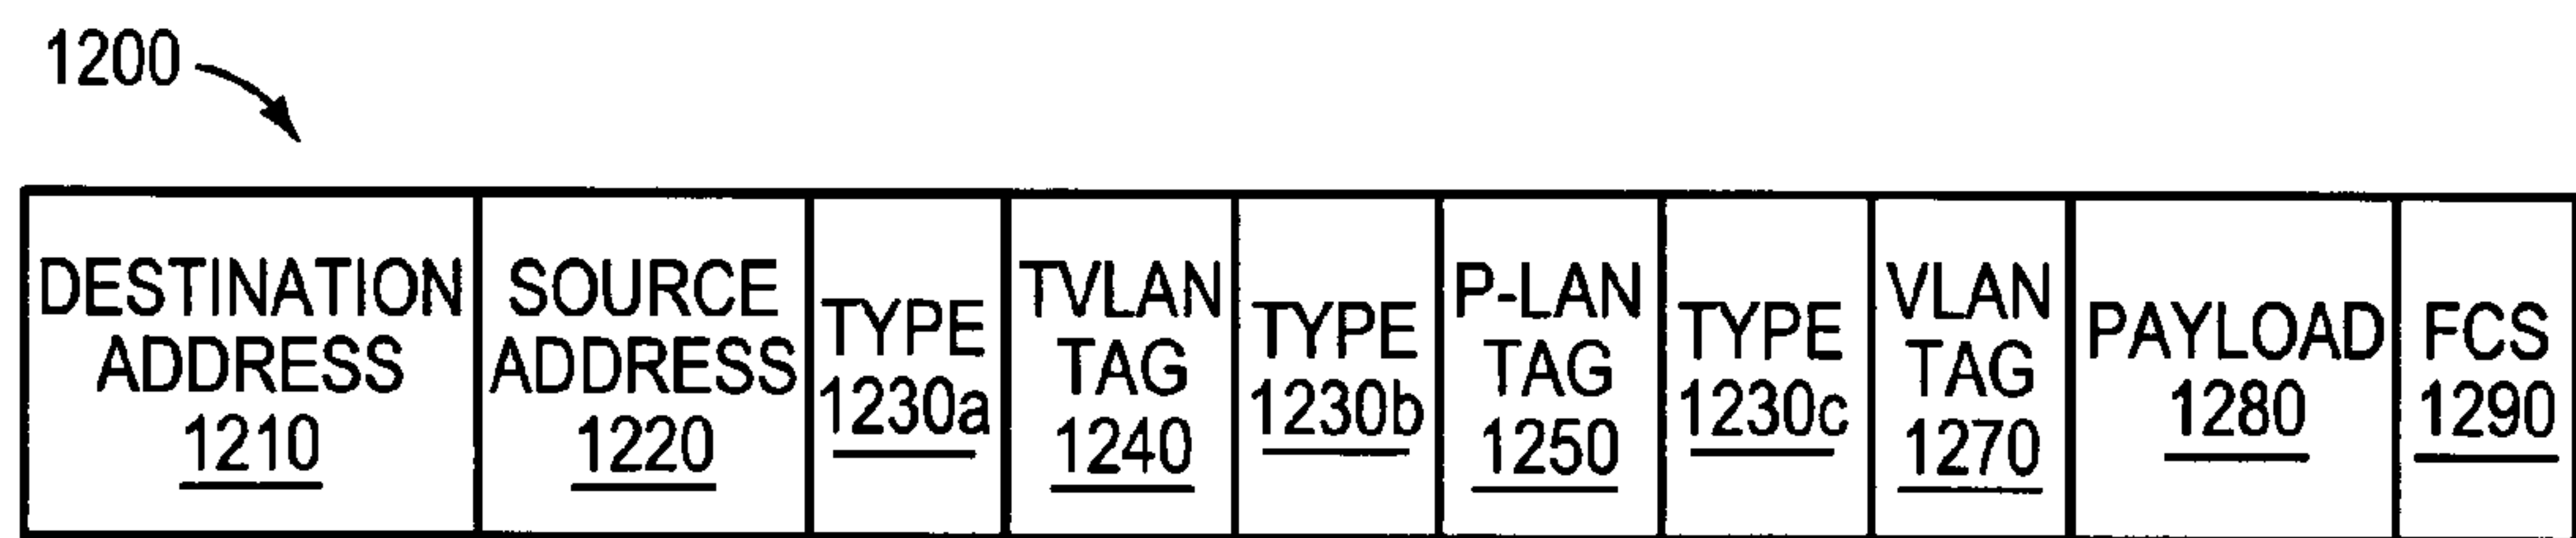 1200
DESTINATION
ADDRESS
1210
SOURCE
ADDRESS
1220
TYPE
1230a
TVLAN
TAG
1240
TYPE
1230b
P-LAN
TAG
1250
TYPE
1230c
VLAN
TAG
1270
PAYLOAD
1280
FCS
1290